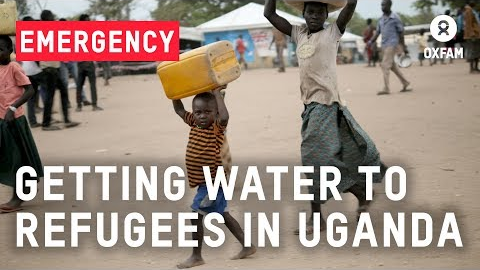 EMERGENCY
OXFAM
GETTING WATER TO
REFUGEES IN UGANDA